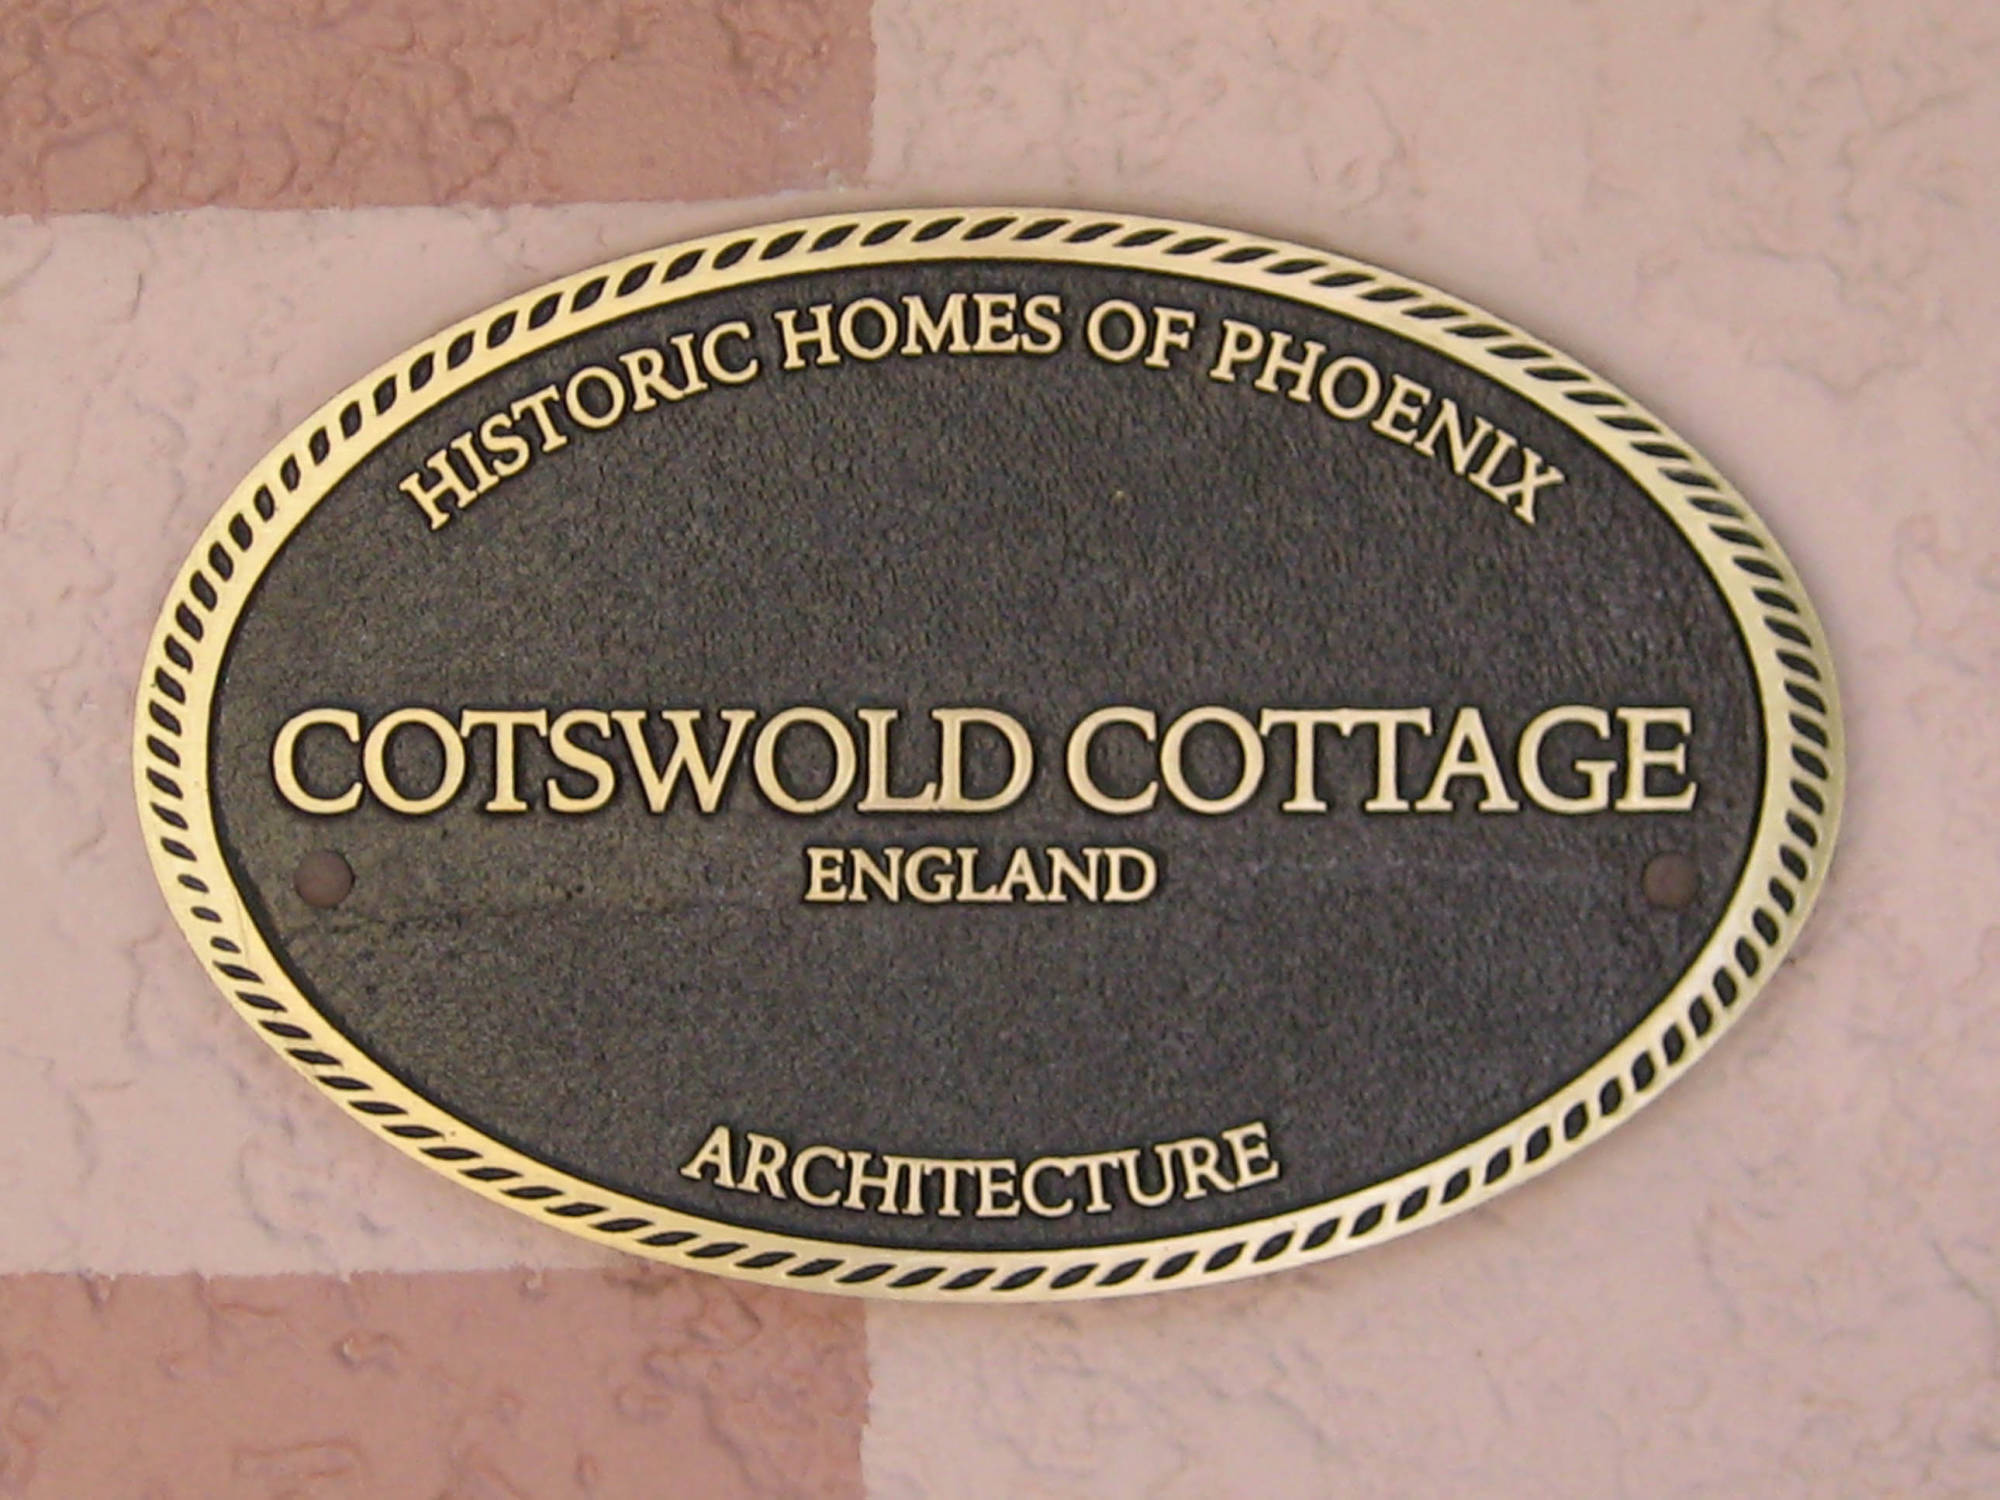 HISTORIC HOMES OF PHOENIX
COTSWOLD COTTAGE
ENGLAND
ARCHITECTURE